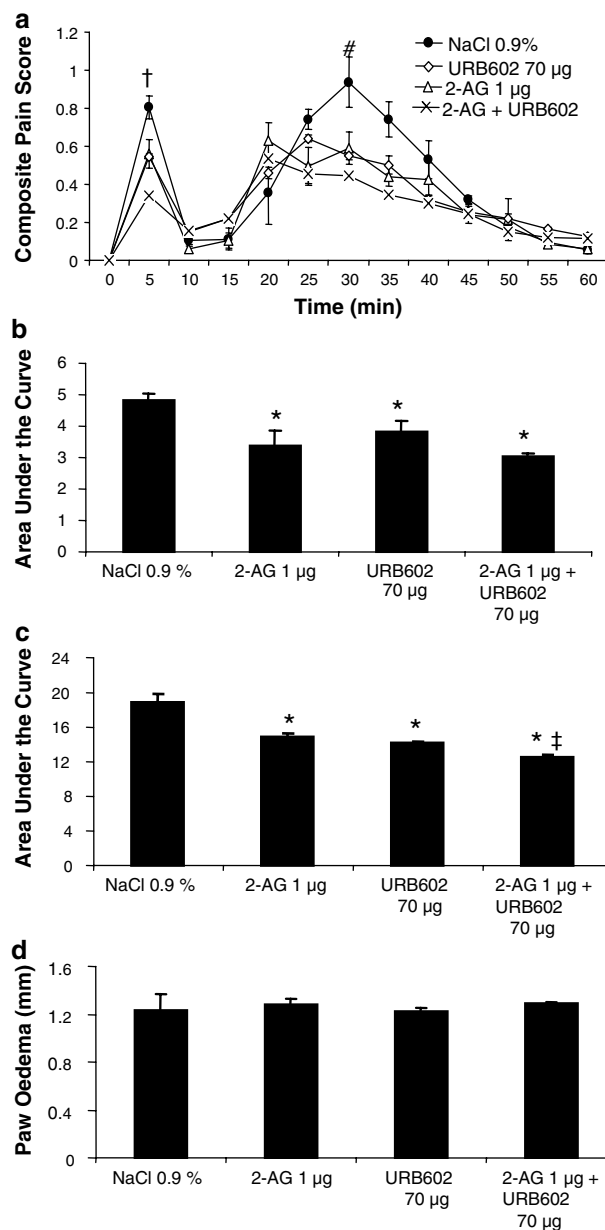 a
Composite Pain Score
1.2
1
0.8
0.6
0.4
0.2
0
†
#
NaCl 0.9%
URB602 70 µg
2-AG 1 µg
2-AG + URB602
0 5 10 15 20 25 30 35 40 45 50 55 60
Time (min)
b
Area Under the Curve
6
5
4
3
2
1
0
* * *
NaCl 0.9 % 2-AG 1 µg URB602 2-AG 1 µg +
70 µg URB602
70 µg
c
Area Under the Curve
24
20
16
12
8
4
0
* * * ‡
NaCl 0.9 % 2-AG 1 µg URB602 2-AG 1 µg +
70 µg URB602
70 µg
d
Paw Oedema (mm)
1.6
1.2
0.8
0.4
0
NaCl 0.9 % 2-AG 1 µg URB602 2-AG 1 µg +
70 µg URB602
70 µg